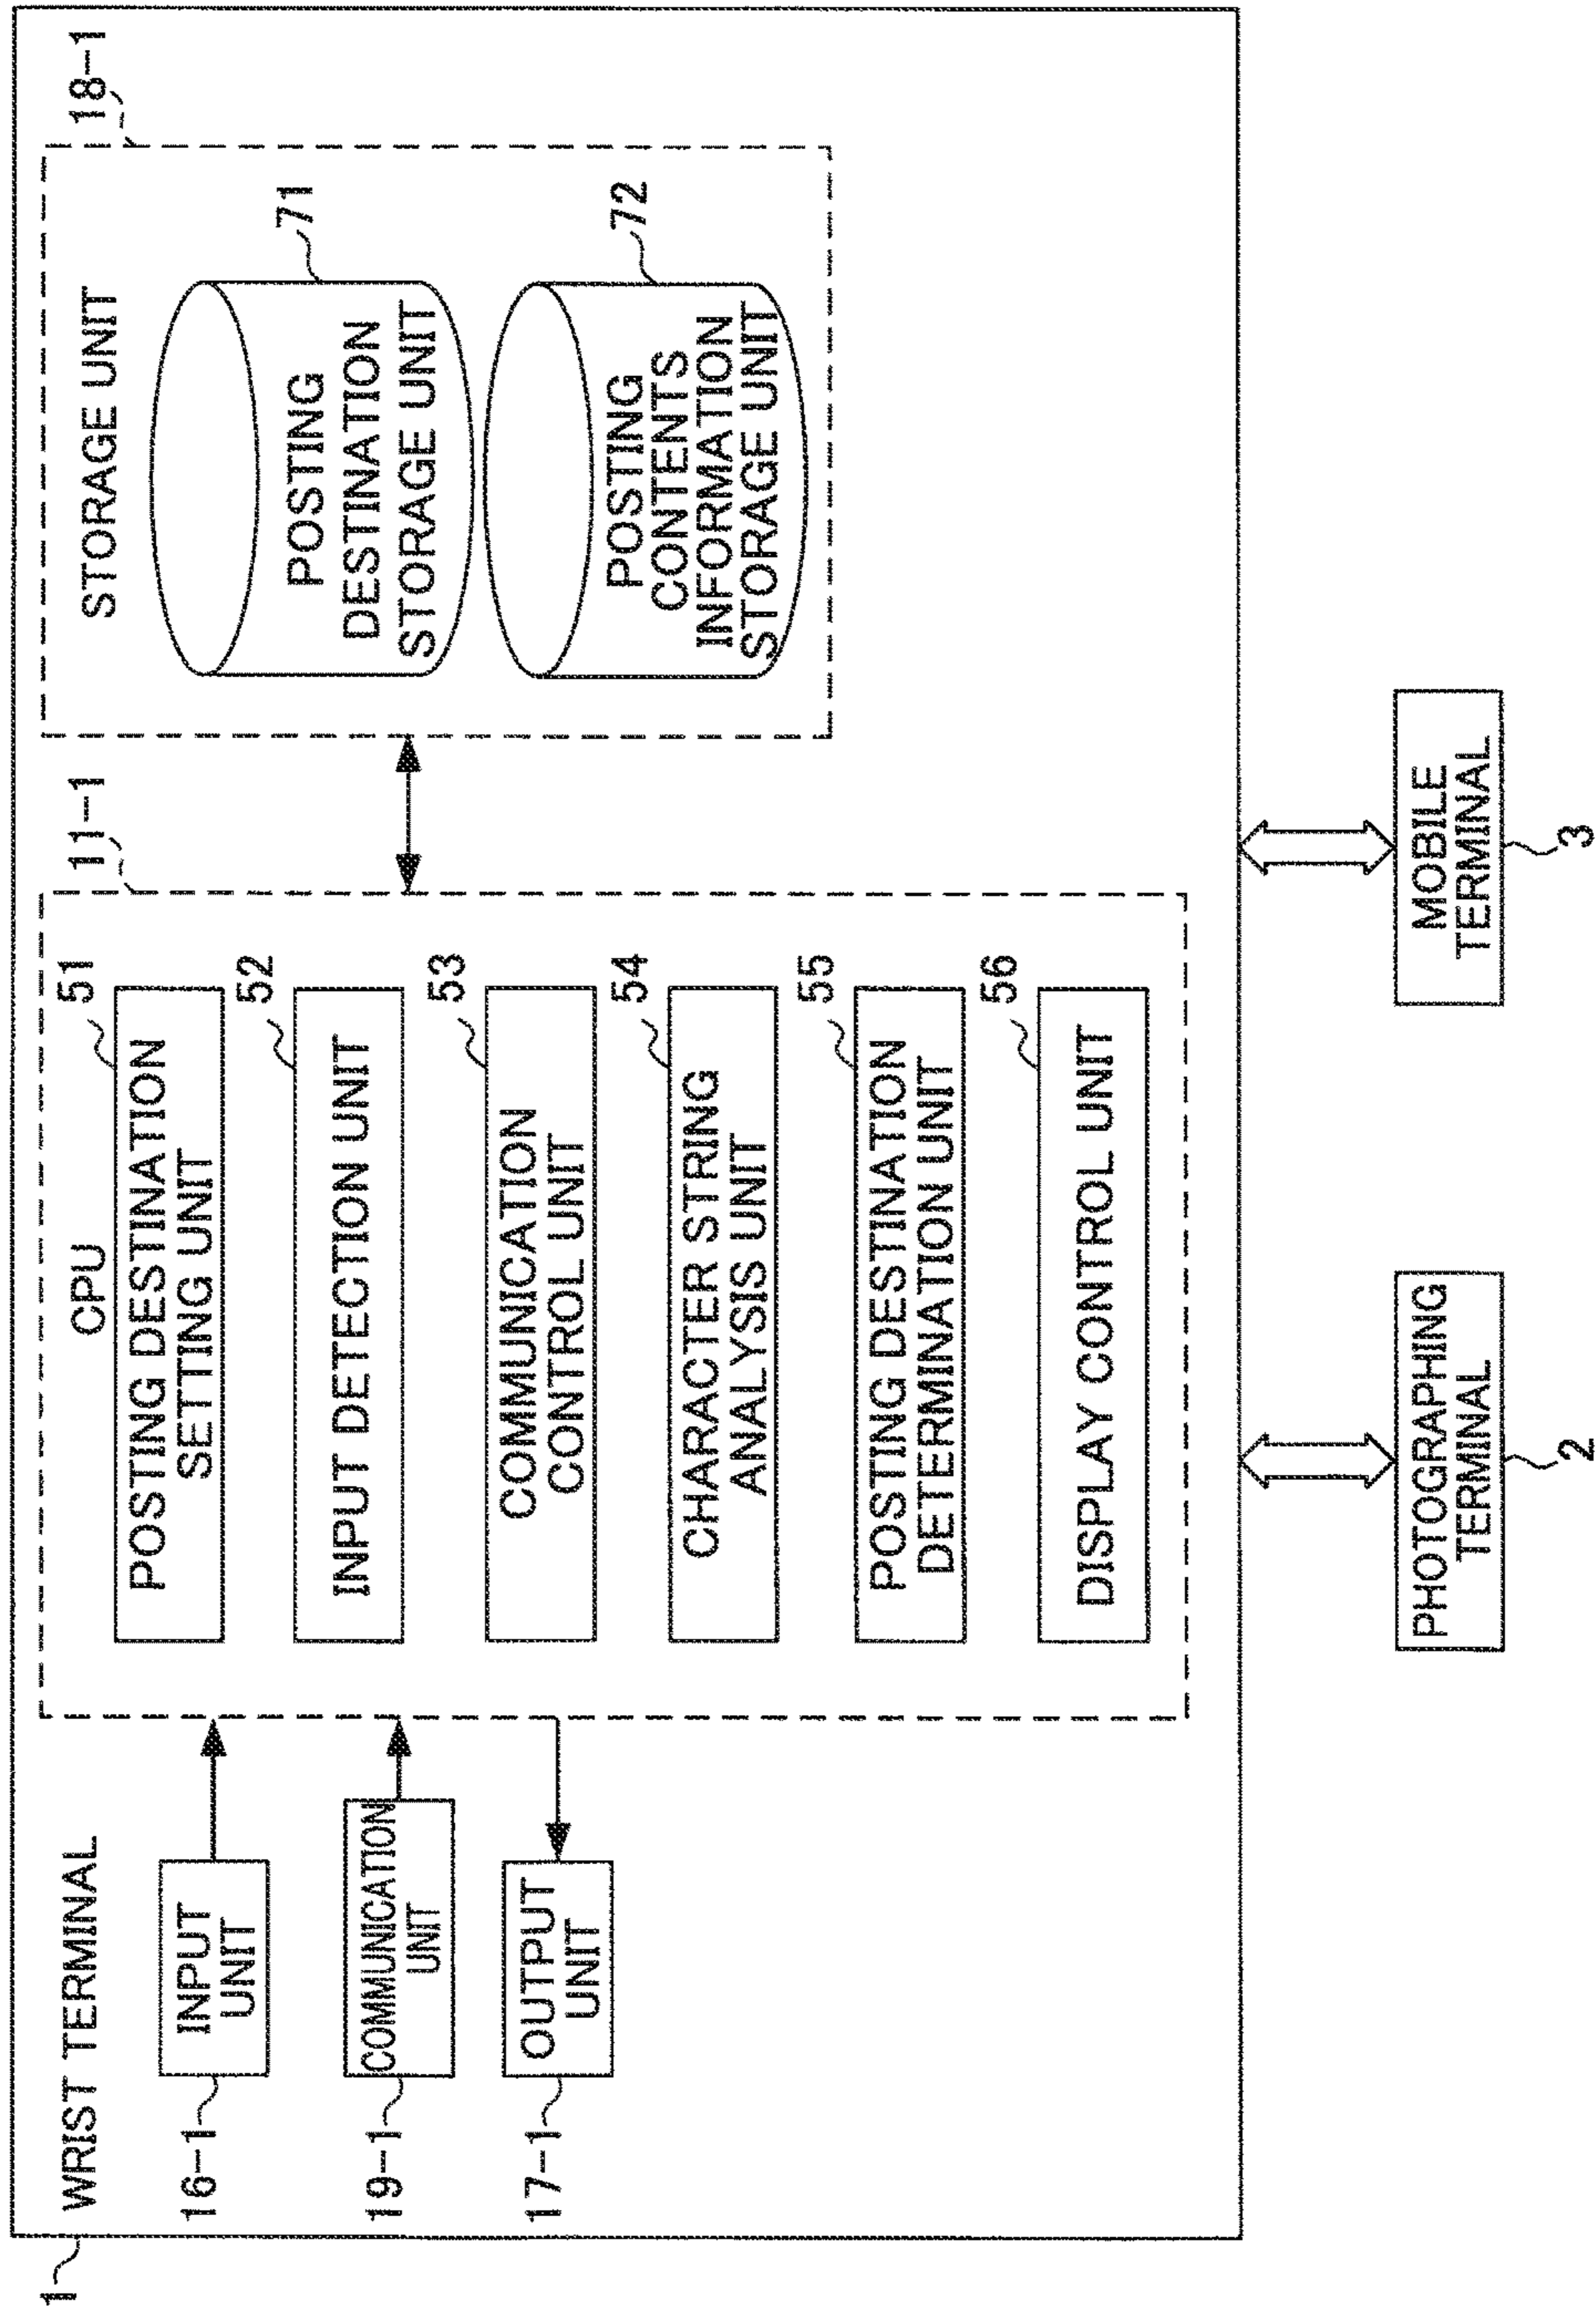 1
WRIST TERMINAL
16-1
INPUT
UNIT
19-1
COMMUNICATION
UNIT
17-1
OUTPUT
UNIT
11-1
CPU
51
POSTING DESTINATION
SETTING UNIT
52
INPUT DETECTION UNIT
53
COMMUNICATION
CONTROL UNIT
54
CHARACTER STRING
ANALYSIS UNIT
55
POSTING DESTINATION
DETERMINATION UNIT
56
DISPLAY CONTROL UNIT
18-1
STORAGE UNIT
71
POSTING
DESTINATION
STORAGE UNIT
72
POSTING
CONTENTS
INFORMATION
STORAGE UNIT
PHOTOGRAPHING
TERMINAL
2
MOBILE
TERMINAL
3